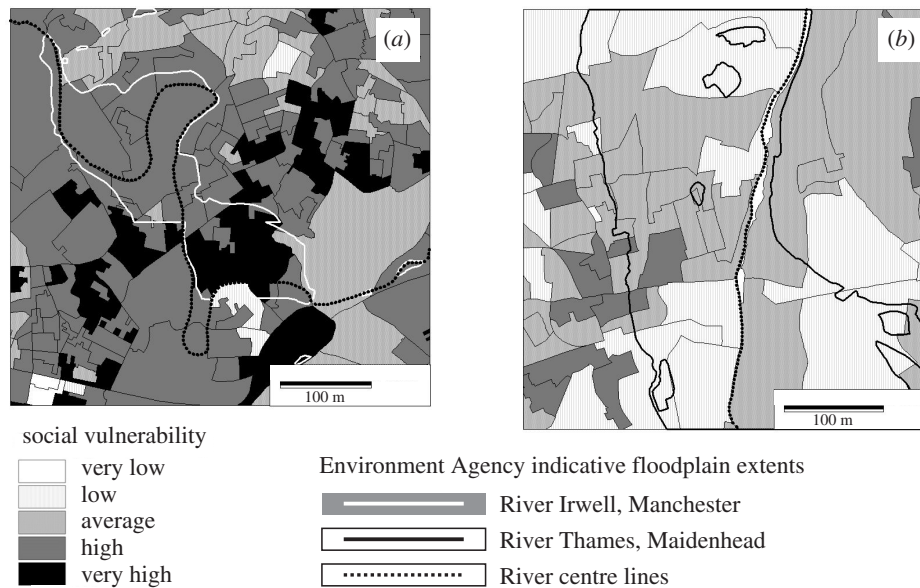 (a)
(b)
100 m
100 m
social vulnerability
very low
low
average
high
very high
Environment Agency indicative floodplain extents
River Irwell, Manchester
River Thames, Maidenhead
River centre lines